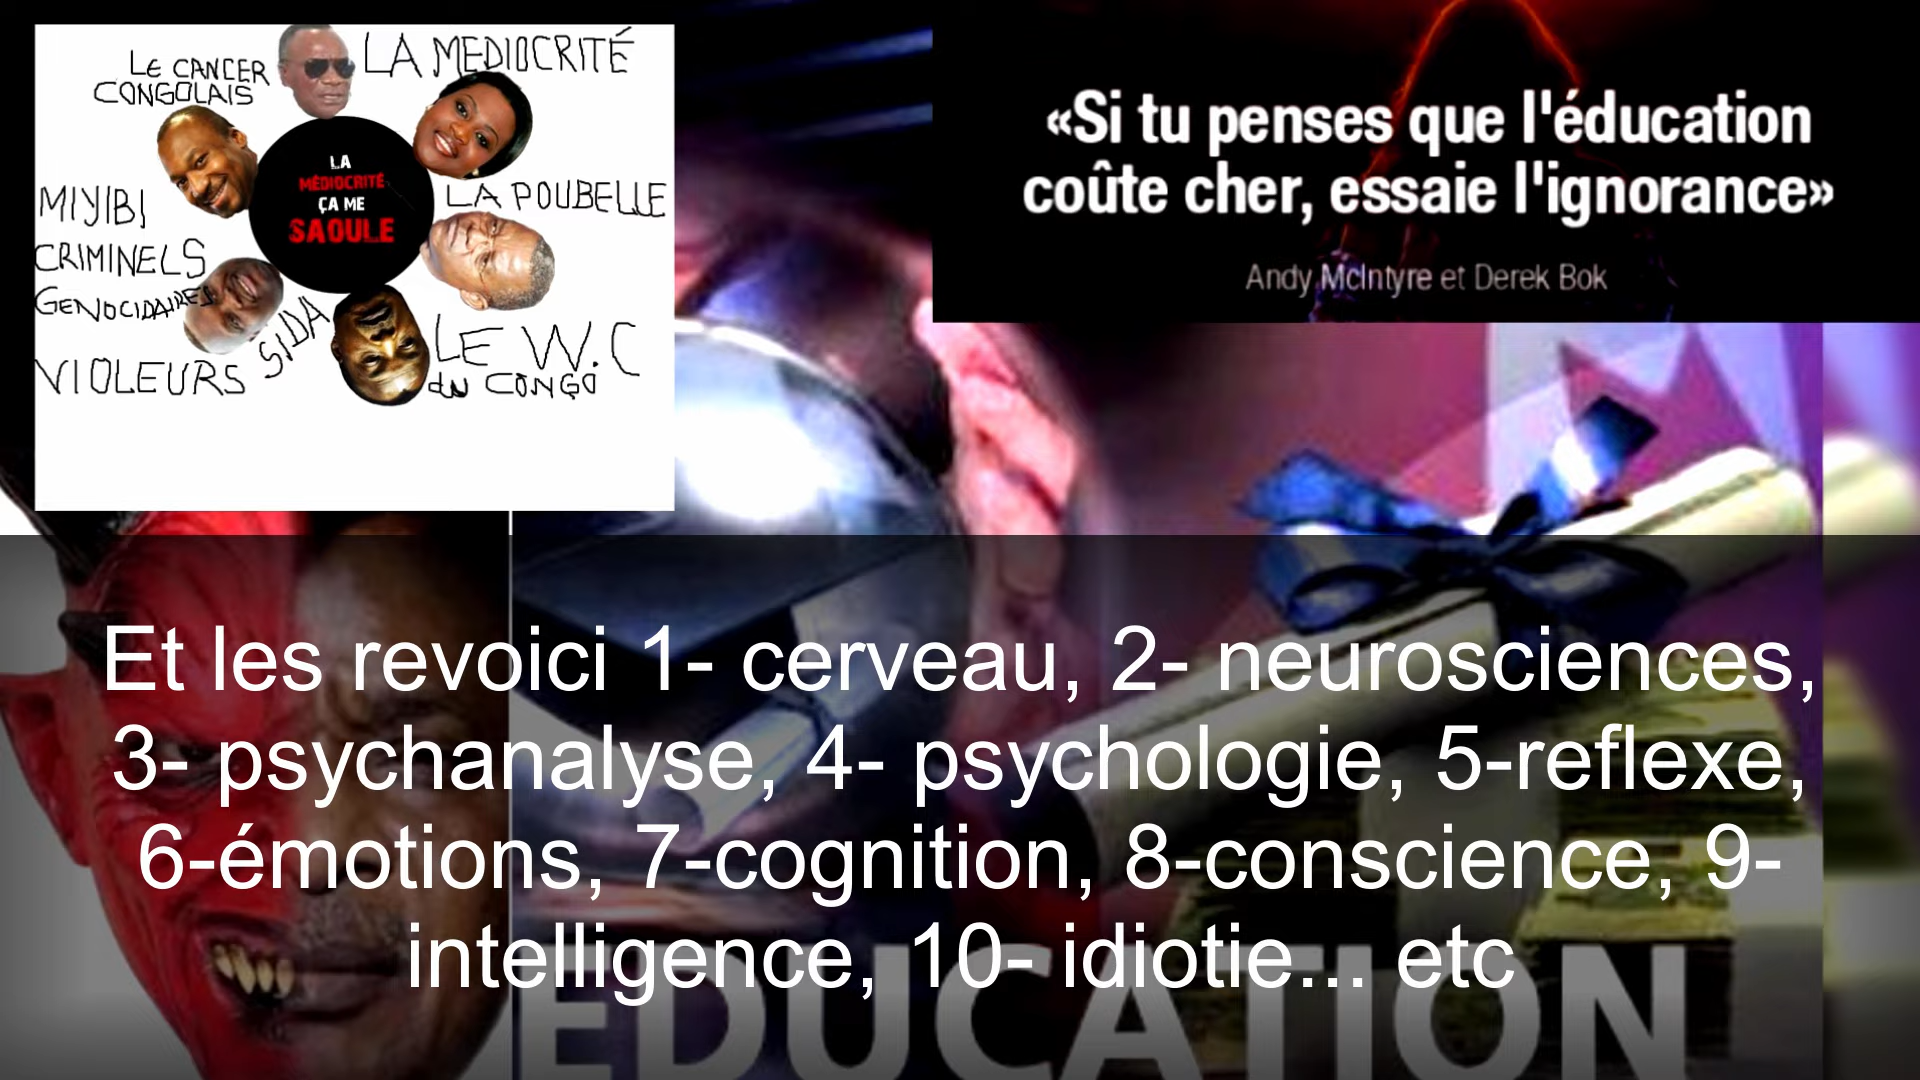 LE CANCER
CONGOLAIS
LA MEDIOCRITÉ
LA
MÉDIOCRITÉ
ÇA ME
SAOULE
MIYIBI
LA POUBELLE
CRIMINELS
GENOCIDAIRES
SIDA
VIOLEURS
LE W.C
du CONGO
«Si tu penses que l'éducation
coûte cher, essaie l'ignorance»
Andy McIntyre et Derek Bok
Et les revoici 1- cerveau, 2- neurosciences,
3- psychanalyse, 4- psychologie, 5-reflexe,
6-émotions, 7-cognition, 8-conscience, 9-
intelligence, 10- idiotie... etc
EDUCATION